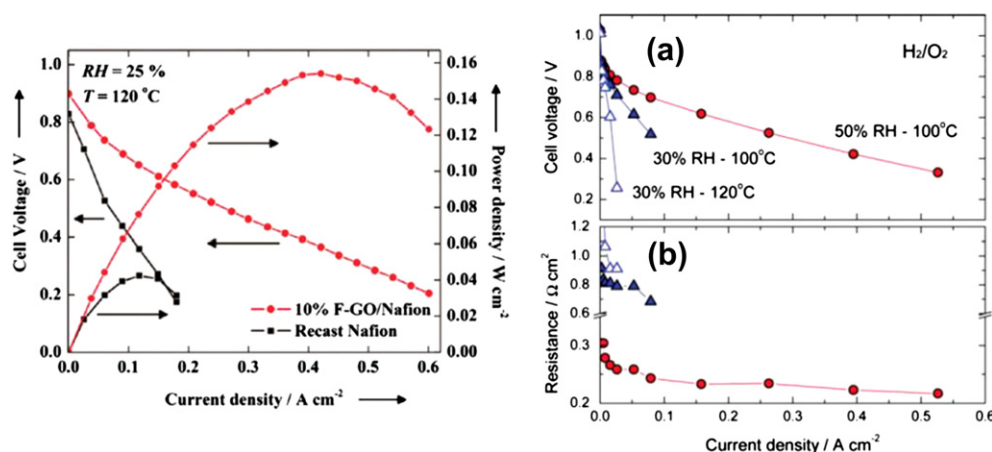 RH = 25 %
T = 120 °C
Cell Voltage / V
1.0
0.8
0.6
0.4
0.2
0.0
0.16
0.14
0.12
0.10
0.08
0.06
0.04
0.02
0.00
Power density / W cm-2
10% F-GO/Nafion
Recast Nafion
0.0 0.1 0.2 0.3 0.4 0.5 0.6
Current density / A cm-2
(a)
H2/O2
Cell voltage / V
1.0
0.8
0.6
0.4
0.2
50% RH - 100°C
30% RH - 100°C
30% RH - 120°C
(b)
Resistance / Ω cm2
1.2
1.0
0.8
0.6
0.3
0.2
0.0 0.1 0.2 0.3 0.4 0.5 0.6
Current density / A cm-2